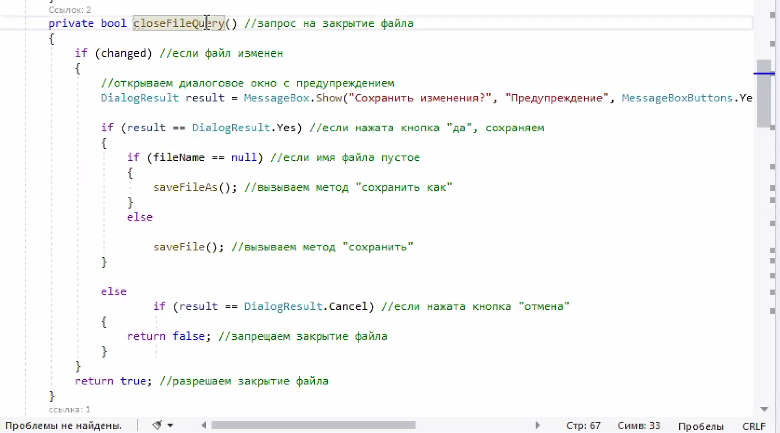 Ссылок: 2
private bool closeFileQuery() //запрос на закрытие файла
{
if (changed) //если файл изменен
{
//открываем диалоговое окно с предупреждением
DialogResult result = MessageBox.Show("Сохранить изменения?", "Предупреждение", MessageBoxButtons.Ye
if (result == DialogResult.Yes) //если нажата кнопка "да", сохраняем
{
if (fileName == null) //если имя файла пустое
{
saveFileAs(); //вызываем метод "сохранить как"
}
else
saveFile(); //вызываем метод "сохранить"
}
else
if (result == DialogResult.Cancel) //если нажата кнопка "отмена"
{
return false; //запрещаем закрытие файла
}
}
return true; //разрешаем закрытие файла
}
ссылка: 1
Проблемы не найдены. Стр: 67 Симв: 33 Пробелы CRLF